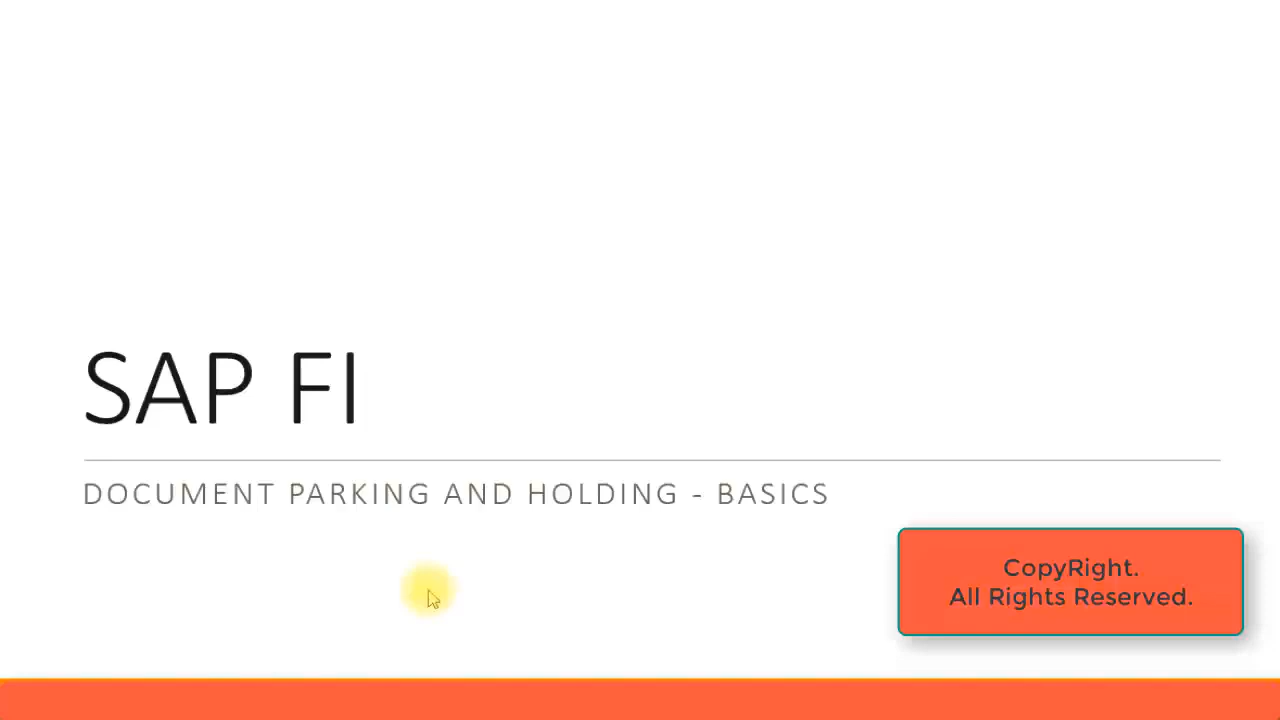 SAP FI
DOCUMENT PARKING AND HOLDING - BASICS
CopyRight.
All Rights Reserved.